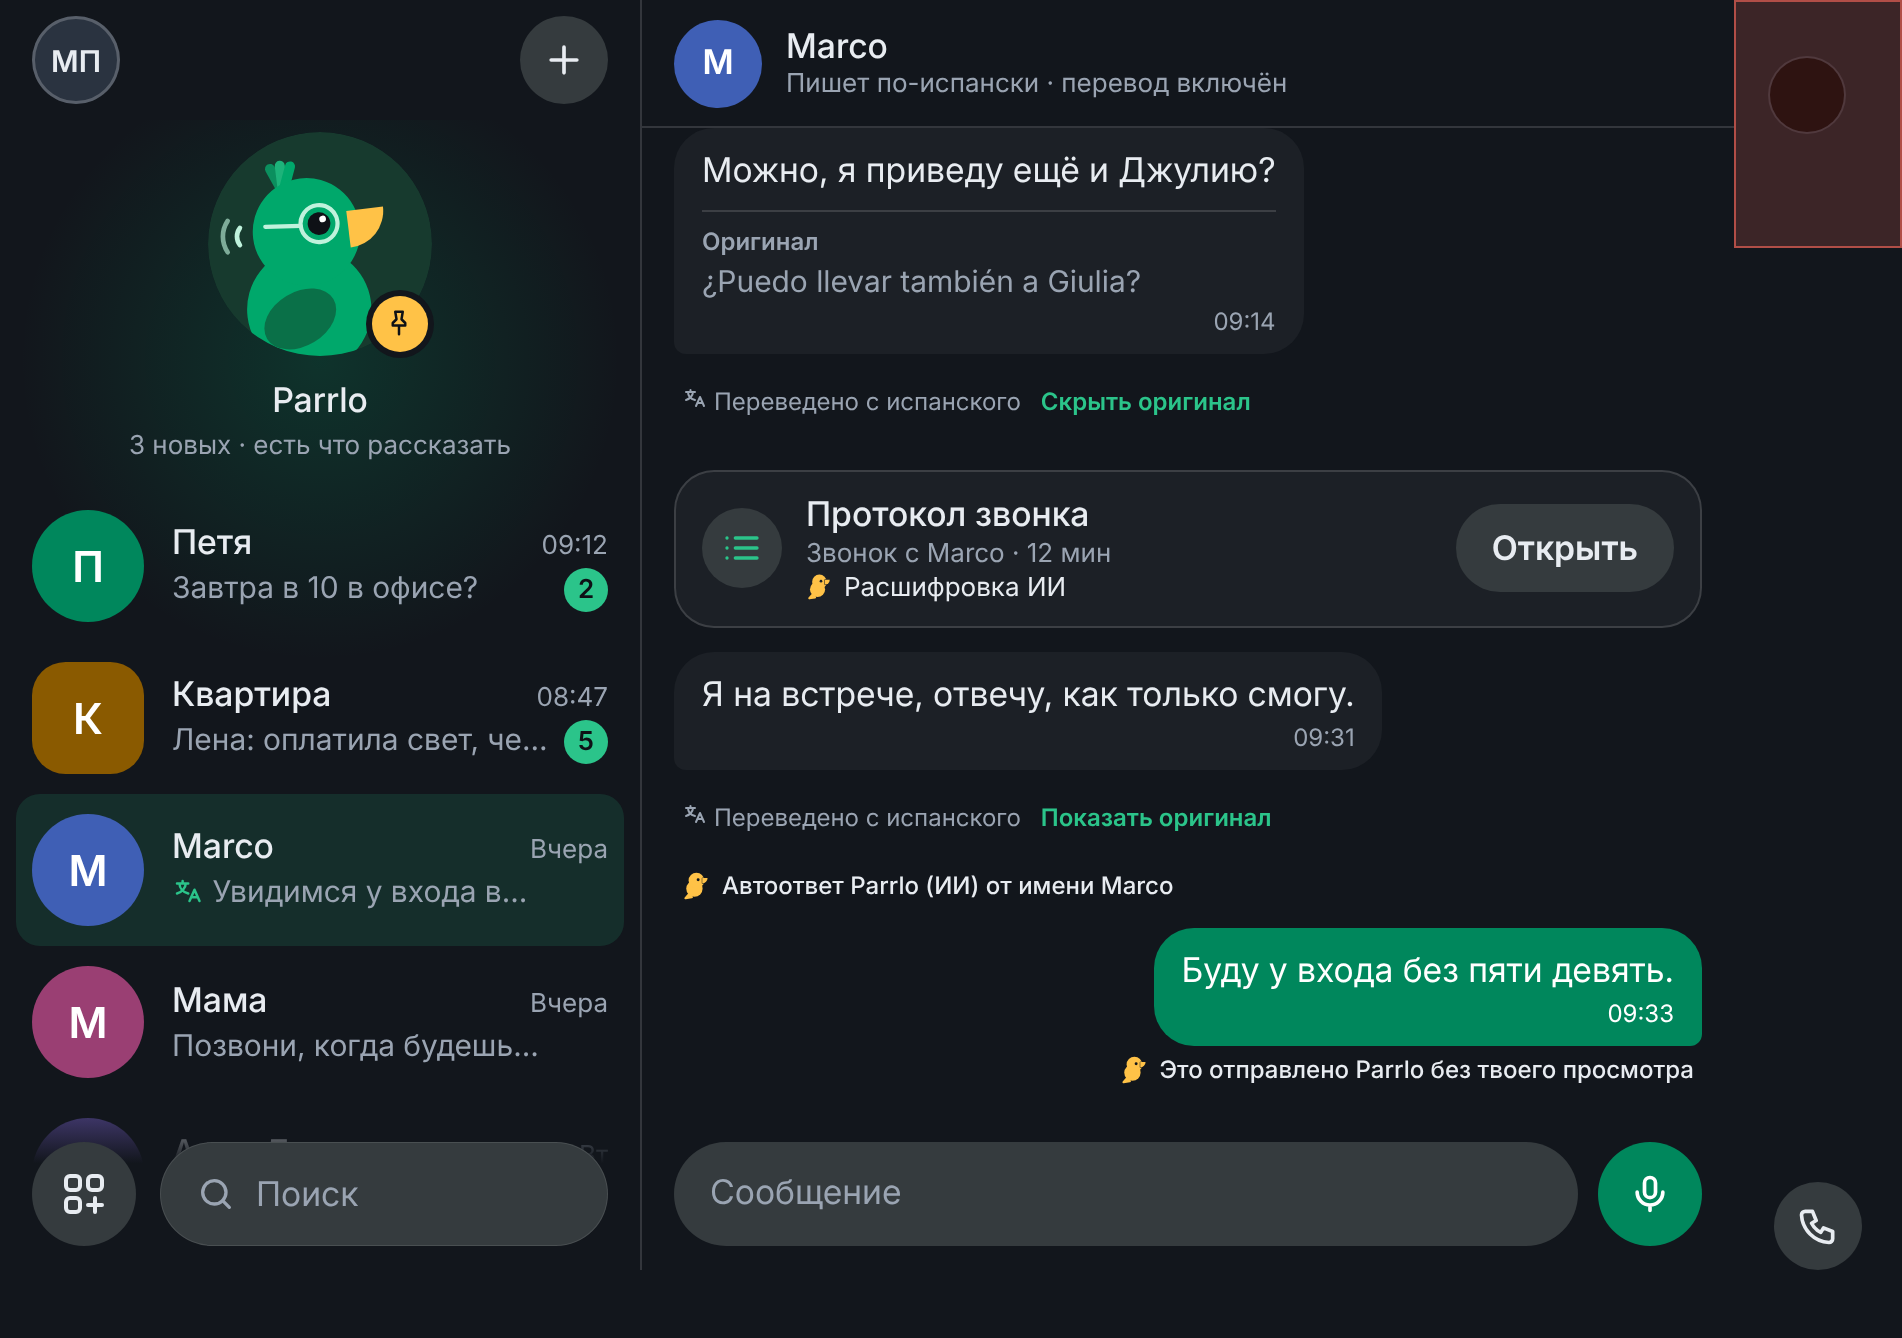 МП
Parrlo
3 новых · есть что рассказать
П
Петя
09:12
Завтра в 10 в офисе?
2
К
Квартира
08:47
Лена: оплатила свет, че...
5
M
Marco
Вчера
Увидимся у входа в...
М
Мама
Вчера
Позвони, когда будешь...
Вт
Поиск
M
Marco
Пишет по-испански · перевод включён
Можно, я приведу ещё и Джулию?
Оригинал
¿Puedo llevar también a Giulia?
09:14
Переведено с испанского Скрыть оригинал
Протокол звонка
Звонок с Marco · 12 мин
Расшифровка ИИ
Открыть
Я на встрече, отвечу, как только смогу.
09:31
Переведено с испанского Показать оригинал
Автоответ Parrlo (ИИ) от имени Marco
Буду у входа без пяти девять.
09:33
Это отправлено Parrlo без твоего просмотра
Сообщение